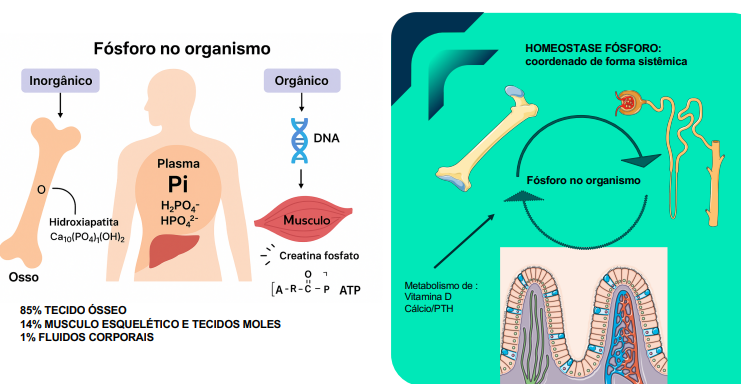 Fósforo no organismo
Inorgânico
Orgânico
DNA
Plasma
Pi
H₂PO₄⁻
HPO₄²⁻
O
Hidroxiapatita
Ca₁₀(PO₄)₁(OH)₂
Musculo
Creatina fosfato
Osso
O
[A-R-C-P ATP
85% TECIDO ÓSSEO
14% MUSCULO ESQUELÉTICO E TECIDOS MOLES
1% FLUIDOS CORPORAIS
HOMEOSTASE FÓSFORO:
coordenado de forma sistêmica
Fósforo no organismo
Metabolismo de :
Vitamina D
Cálcio/PTH